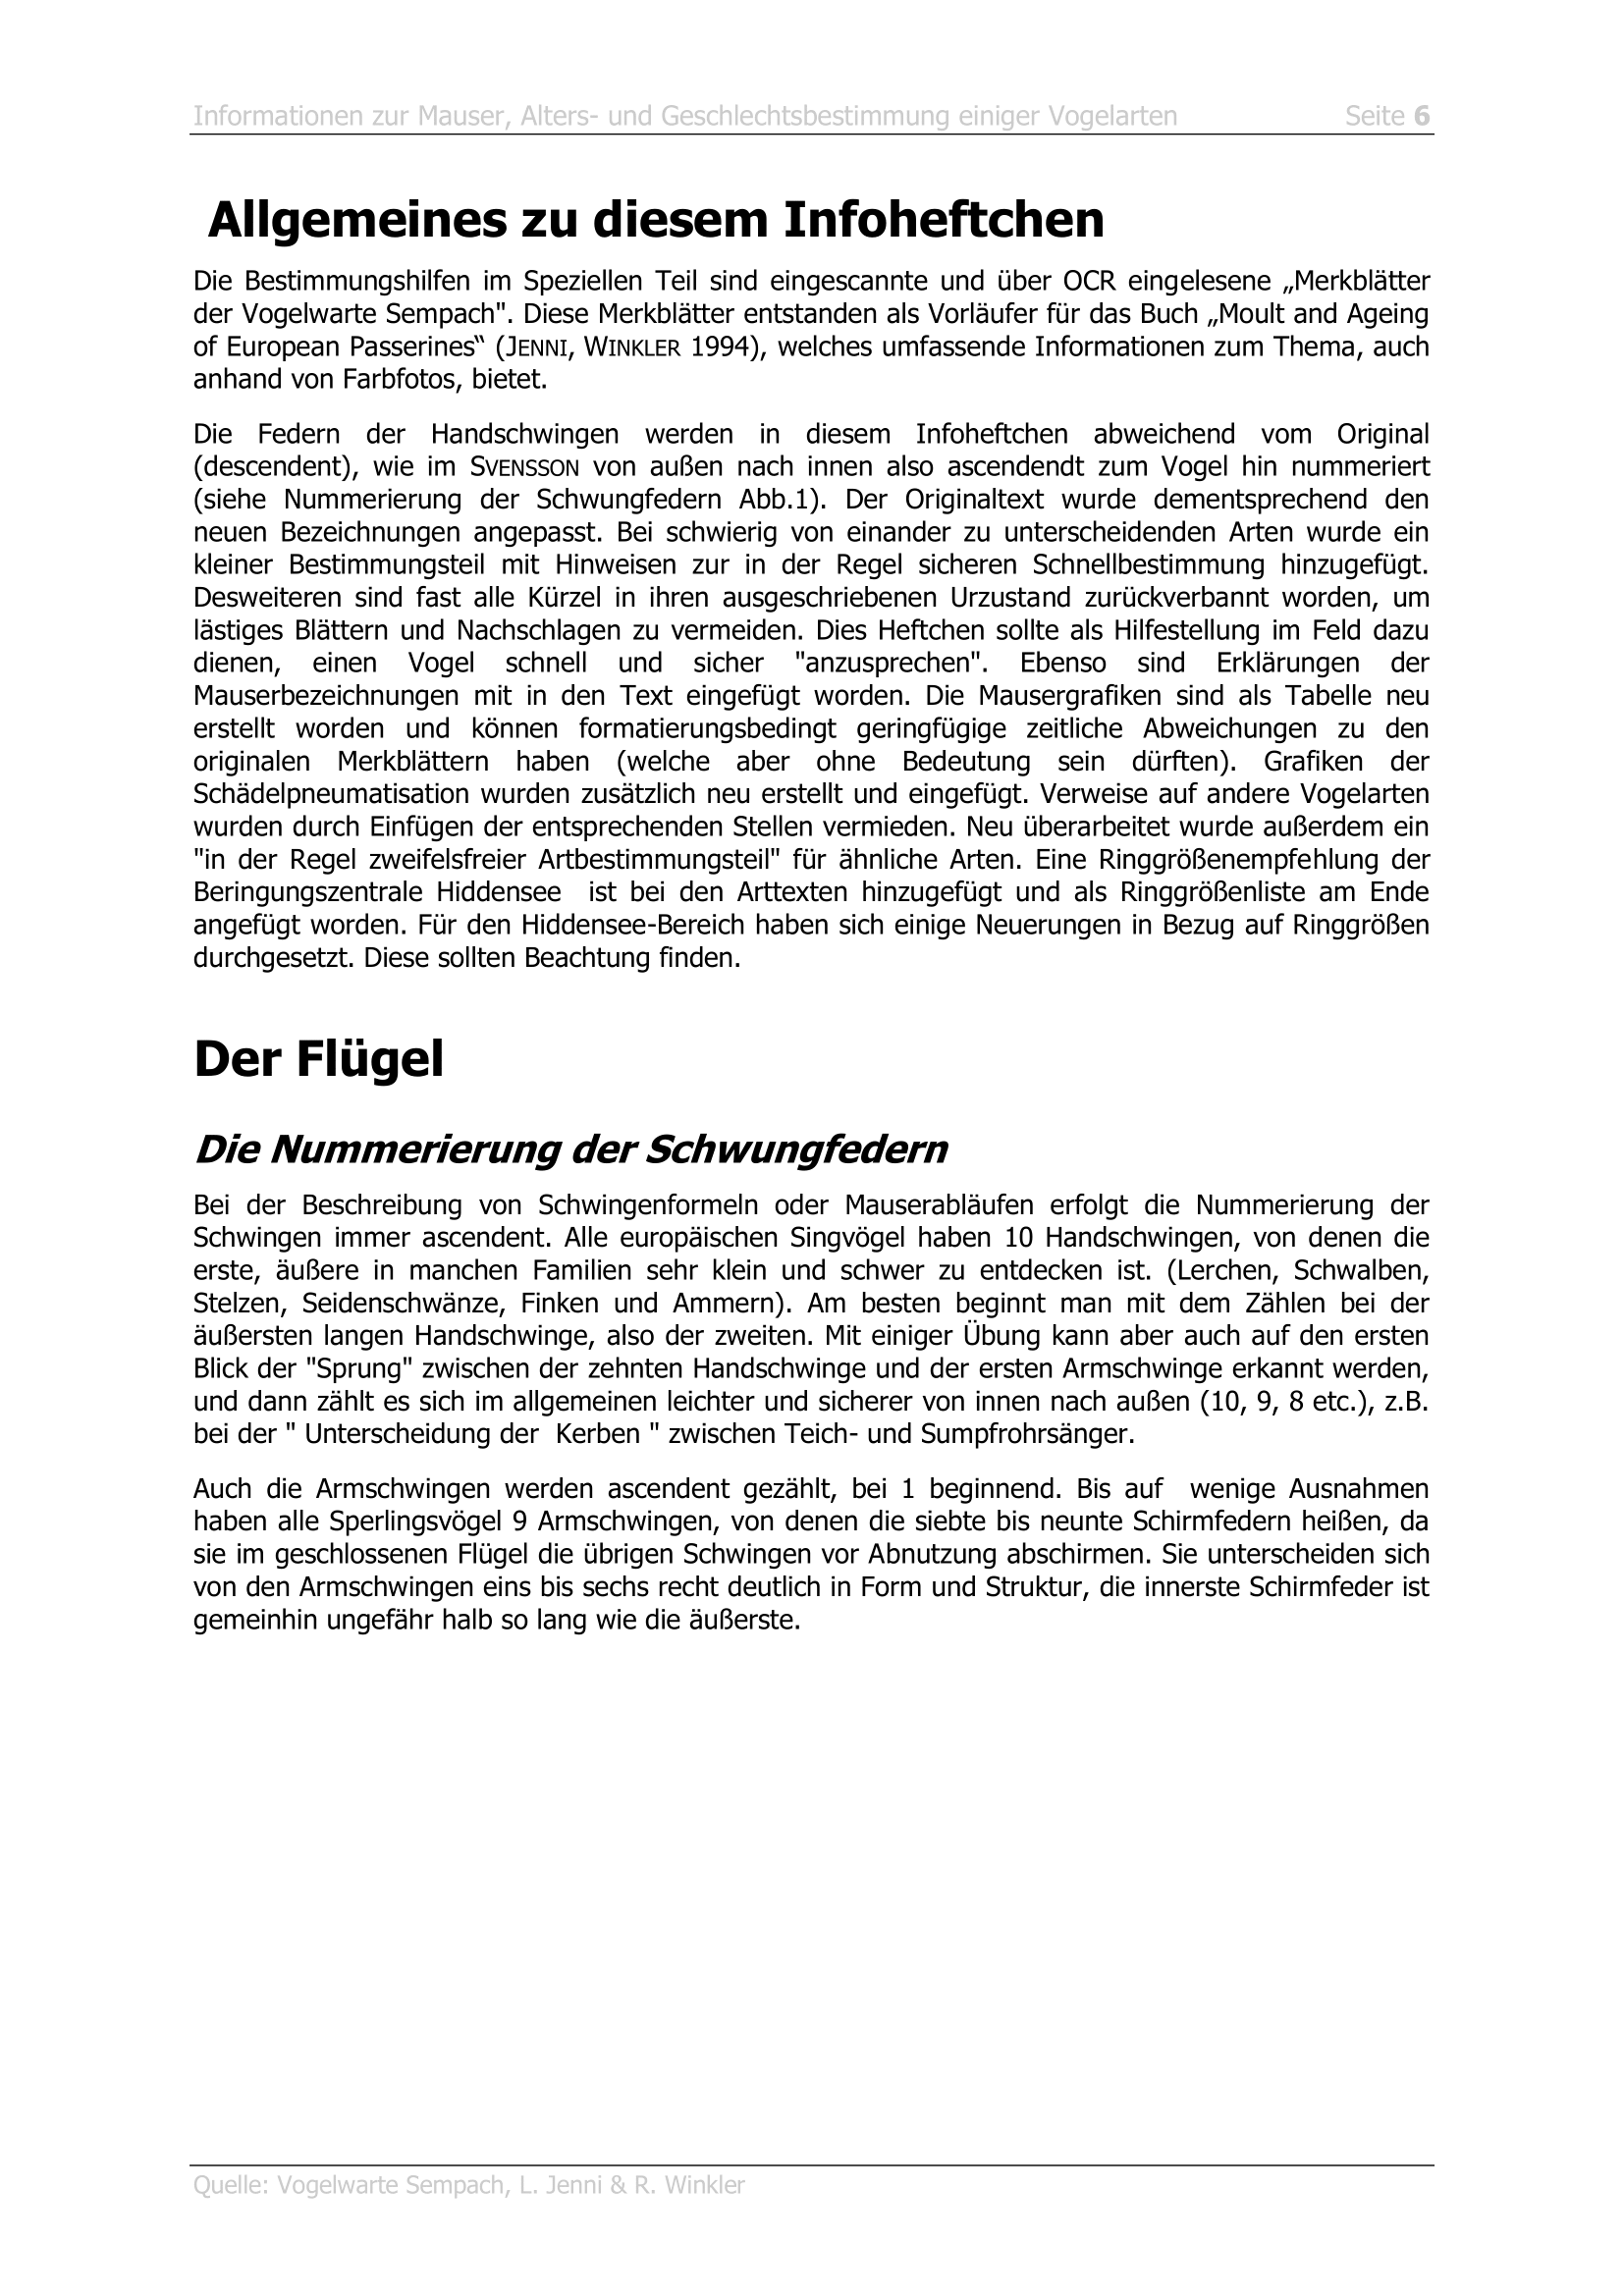 Informationen zur Mauser, Alters- und Geschlechtsbestimmung einiger Vogelarten Seite 6
Allgemeines zu diesem Infoheftchen
Die Bestimmungshilfen im Speziellen Teil sind eingescannte und über OCR eingelesene „Merkblätter
der Vogelwarte Sempach". Diese Merkblätter entstanden als Vorläufer für das Buch „Moult and Ageing
of European Passerines“ (JENNI, WINKLER 1994), welches umfassende Informationen zum Thema, auch
anhand von Farbfotos, bietet.
Die Federn der Handschwingen werden in diesem Infoheftchen abweichend vom Original
(descendent), wie im SVENSSON von außen nach innen also ascendendt zum Vogel hin nummeriert
(siehe Nummerierung der Schwungfedern Abb.1). Der Originaltext wurde dementsprechend den
neuen Bezeichnungen angepasst. Bei schwierig von einander zu unterscheidenden Arten wurde ein
kleiner Bestimmungsteil mit Hinweisen zur in der Regel sicheren Schnellbestimmung hinzugefügt.
Desweiteren sind fast alle Kürzel in ihren ausgeschriebenen Urzustand zurückverbannt worden, um
lästiges Blättern und Nachschlagen zu vermeiden. Dies Heftchen sollte als Hilfestellung im Feld dazu
dienen, einen Vogel schnell und sicher "anzusprechen". Ebenso sind Erklärungen der
Mauserbezeichnungen mit in den Text eingefügt worden. Die Mausergrafiken sind als Tabelle neu
erstellt worden und können formatierungsbedingt geringfügige zeitliche Abweichungen zu den
originalen Merkblättern haben (welche aber ohne Bedeutung sein dürften). Grafiken der
Schädelpneumatisation wurden zusätzlich neu erstellt und eingefügt. Verweise auf andere Vogelarten
wurden durch Einfügen der entsprechenden Stellen vermieden. Neu überarbeitet wurde außerdem ein
"in der Regel zweifelsfreier Artbestimmungsteil" für ähnliche Arten. Eine Ringgrößenempfehlung der
Beringungszentrale Hiddensee  ist bei den Arttexten hinzugefügt und als Ringgrößenliste am Ende
angefügt worden. Für den Hiddensee-Bereich haben sich einige Neuerungen in Bezug auf Ringgrößen
durchgesetzt. Diese sollten Beachtung finden.
Der Flügel
Die Nummerierung der Schwungfedern
Bei der Beschreibung von Schwingenformeln oder Mauserabläufen erfolgt die Nummerierung der
Schwingen immer ascendent. Alle europäischen Singvögel haben 10 Handschwingen, von denen die
erste, äußere in manchen Familien sehr klein und schwer zu entdecken ist. (Lerchen, Schwalben,
Stelzen, Seidenschwänze, Finken und Ammern). Am besten beginnt man mit dem Zählen bei der
äußersten langen Handschwinge, also der zweiten. Mit einiger Übung kann aber auch auf den ersten
Blick der "Sprung" zwischen der zehnten Handschwinge und der ersten Armschwinge erkannt werden,
und dann zählt es sich im allgemeinen leichter und sicherer von innen nach außen (10, 9, 8 etc.), z.B.
bei der " Unterscheidung der  Kerben " zwischen Teich- und Sumpfrohrsänger.
Auch die Armschwingen werden ascendent gezählt, bei 1 beginnend. Bis auf  wenige Ausnahmen
haben alle Sperlingsvögel 9 Armschwingen, von denen die siebte bis neunte Schirmfedern heißen, da
sie im geschlossenen Flügel die übrigen Schwingen vor Abnutzung abschirmen. Sie unterscheiden sich
von den Armschwingen eins bis sechs recht deutlich in Form und Struktur, die innerste Schirmfeder ist
gemeinhin ungefähr halb so lang wie die äußerste.
Quelle: Vogelwarte Sempach, L. Jenni & R. Winkler